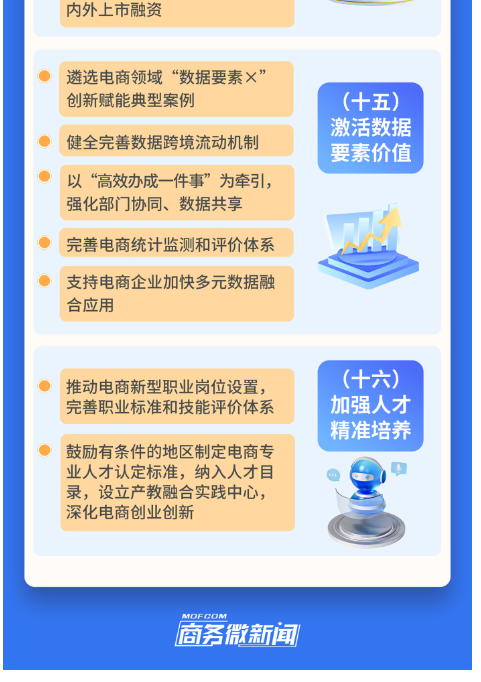 内外上市融资
（十五）
激活数据
要素价值
遴选电商领域“数据要素×”
创新赋能典型案例
健全完善数据跨境流动机制
以“高效办成一件事”为牵引，
强化部门协同、数据共享
完善电商统计监测和评价体系
支持电商企业加快多元数据融
合应用
（十六）
加强人才
精准培养
推动电商新型职业岗位设置，
完善职业标准和技能评价体系
鼓励有条件的地区制定电商专
业人才认定标准，纳入人才目
录，设立产教融合实践中心，
深化电商创业创新
MOFCOM
商务微新闻